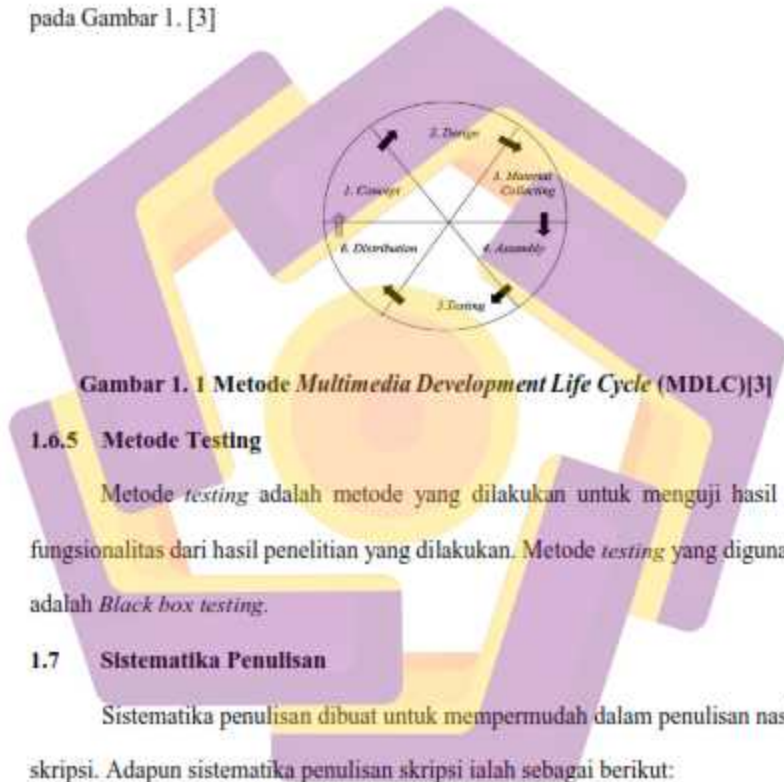 pada Gambar 1. [3]
2. Design
3. Material
Collecting
1. Concept
6. Distribution
4. Assembly
5.Testing
Gambar 1. 1 Metode Multimedia Development Life Cycle (MDLC)[3]
1.6.5 Metode Testing
Metode testing adalah metode yang dilakukan untuk menguji hasil
fungsionalitas dari hasil penelitian yang dilakukan. Metode testing yang diguna
adalah Black box testing.
1.7 Sistematika Penulisan
Sistematika penulisan dibuat untuk mempermudah dalam penulisan nas
skripsi. Adapun sistematika penulisan skripsi ialah sebagai berikut: